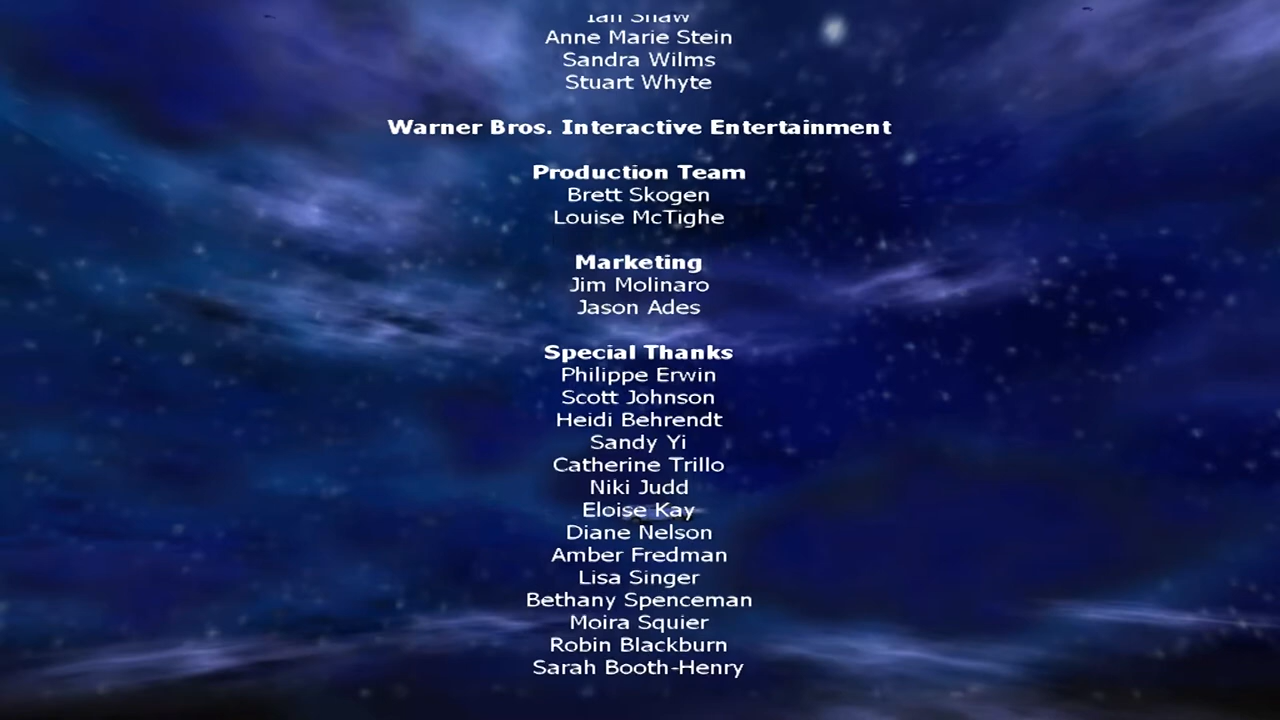 Ian Shaw
Anne Marie Stein
Sandra Wilms
Stuart Whyte
Warner Bros. Interactive Entertainment
Production Team
Brett Skogen
Louise McTighe
Marketing
Jim Molinaro
Jason Ades
Special Thanks
Philippe Erwin
Scott Johnson
Heidi Behrendt
Sandy Yi
Catherine Trillo
Niki Judd
Eloise Kay
Diane Nelson
Amber Fredman
Lisa Singer
Bethany Spenceman
Moira Squier
Robin Blackburn
Sarah Booth-Henry